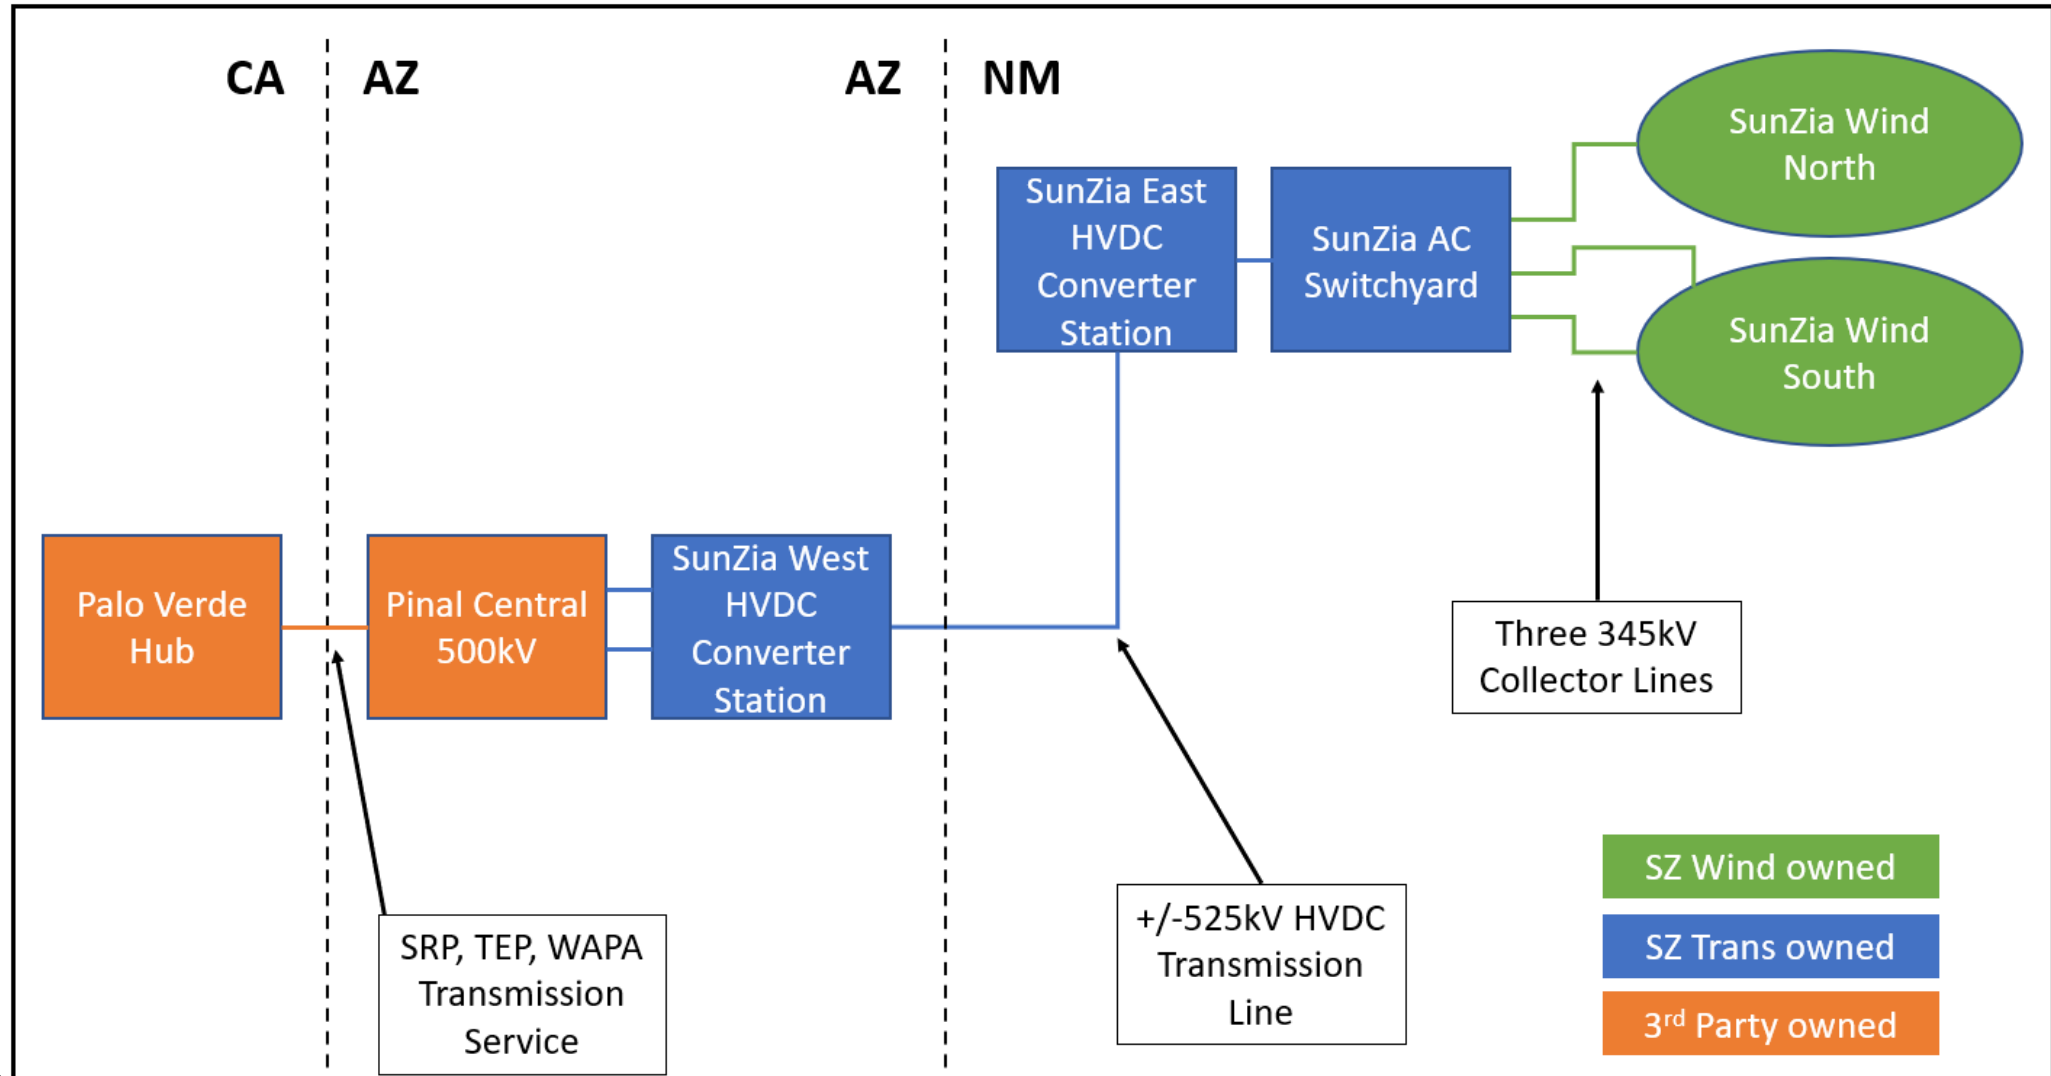 CA
AZ
AZ
NM
SunZia Wind
North
SunZia East
HVDC
Converter
Station
SunZia AC
Switchyard
SunZia Wind
South
Palo Verde
Hub
Pinal Central
500kV
SunZia West
HVDC
Converter
Station
Three 345kV
Collector Lines
SRP, TEP, WAPA
Transmission
Service
+/-525kV HVDC
Transmission
Line
SZ Wind owned
SZ Trans owned
3rd Party owned